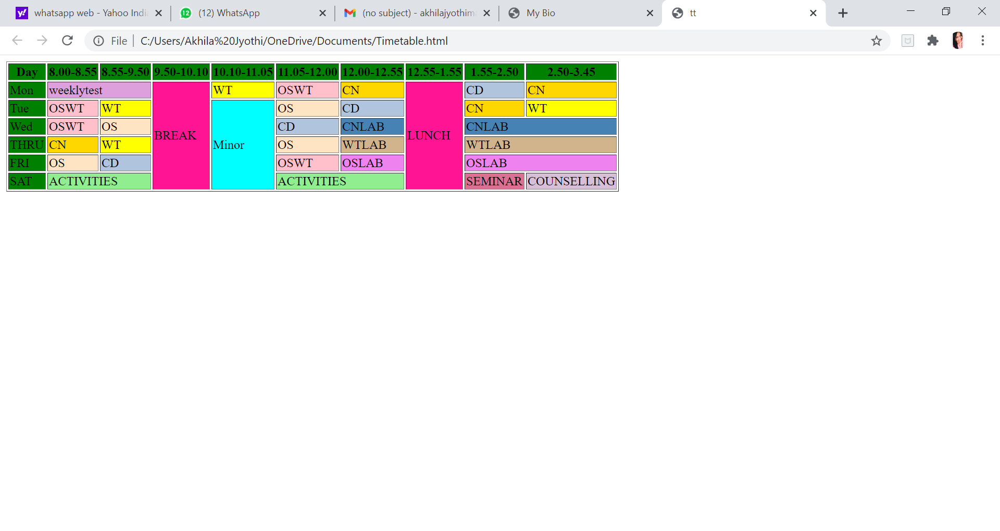 whatsapp web - Yahoo Indi
(12) WhatsApp
(no subject) - akhilajyothim
My Bio
tt
File C:/Users/Akhila%20Jyothi/OneDrive/Documents/Timetable.html
Day 8.00-8.55 8.55-9.50 9.50-10.10 10.10-11.05 11.05-12.00 12.00-12.55 12.55-1.55 1.55-2.50 2.50-3.45
Mon weeklytest WT OSWT CN CD CN
Tue OSWT WT OS CD CN WT
Wed OSWT OS CD CNLAB CNLAB
BREAK LUNCH
THRU CN WT Minor OS WTLAB WTLAB
FRI OS CD OSWT OSLAB OSLAB
SAT ACTIVITIES ACTIVITIES SEMINAR COUNSELLING